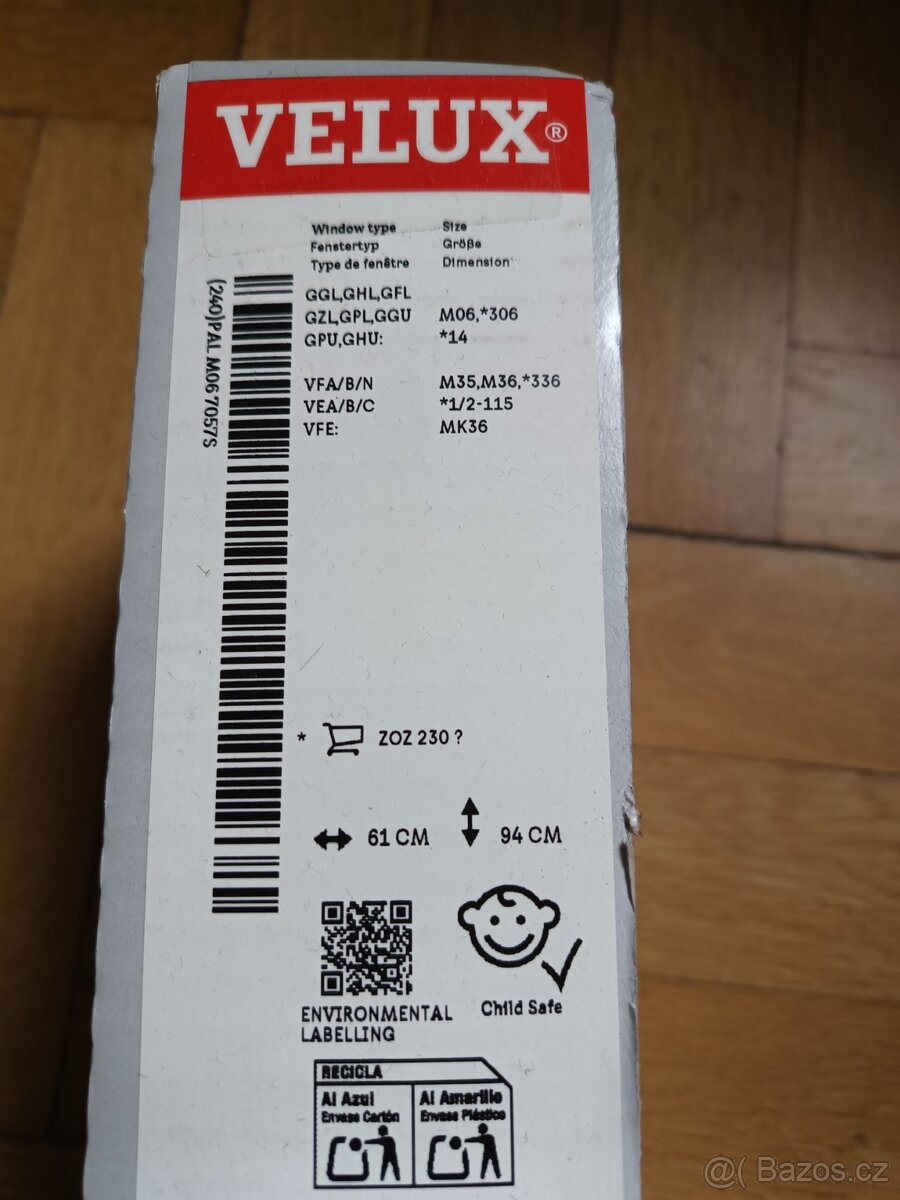 VELUX®
Window type Size
Fenstertyp Größe
Type de fenêtre Dimension
GGL,GHL,GFL
GZL,GPL,GGU M06,*306
GPU,GHU: *14
VFA/B/N M35,M36,*336
VEA/B/C *1/2-115
VFE: MK36
(240)PAL M06 7057S
* ZOZ 230 ?
61 CM 94 CM
ENVIRONMENTAL
LABELLING
Child Safe
RECICLA
Al Azul Al Amarillo
Envase Cartón Envase Plástico
@( Bazos.cz